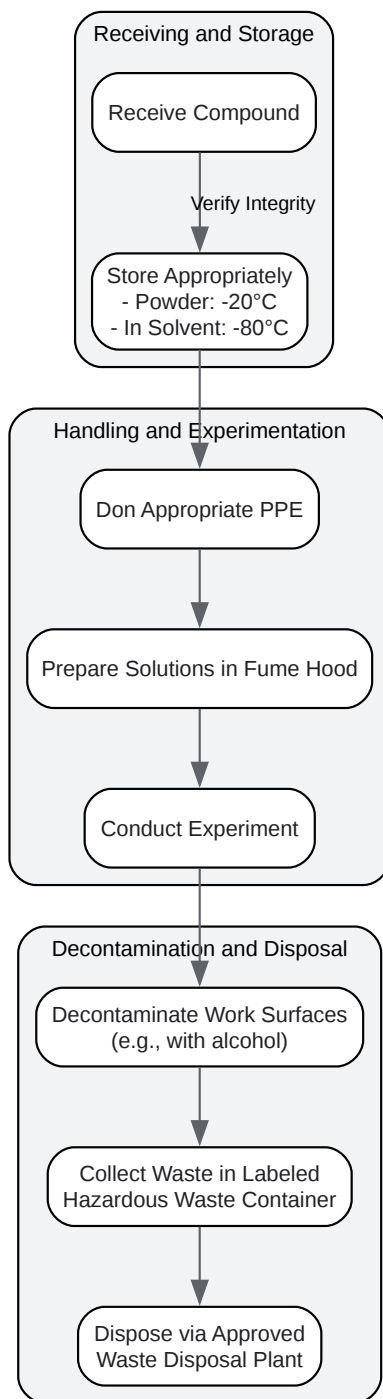 Receiving and Storage
Receive Compound
Verify Integrity
Store Appropriately
- Powder: -20°C
- In Solvent: -80°C
Handling and Experimentation
Don Appropriate PPE
Prepare Solutions in Fume Hood
Conduct Experiment
Decontamination and Disposal
Decontaminate Work Surfaces
(e.g., with alcohol)
Collect Waste in Labeled
Hazardous Waste Container
Dispose via Approved
Waste Disposal Plant